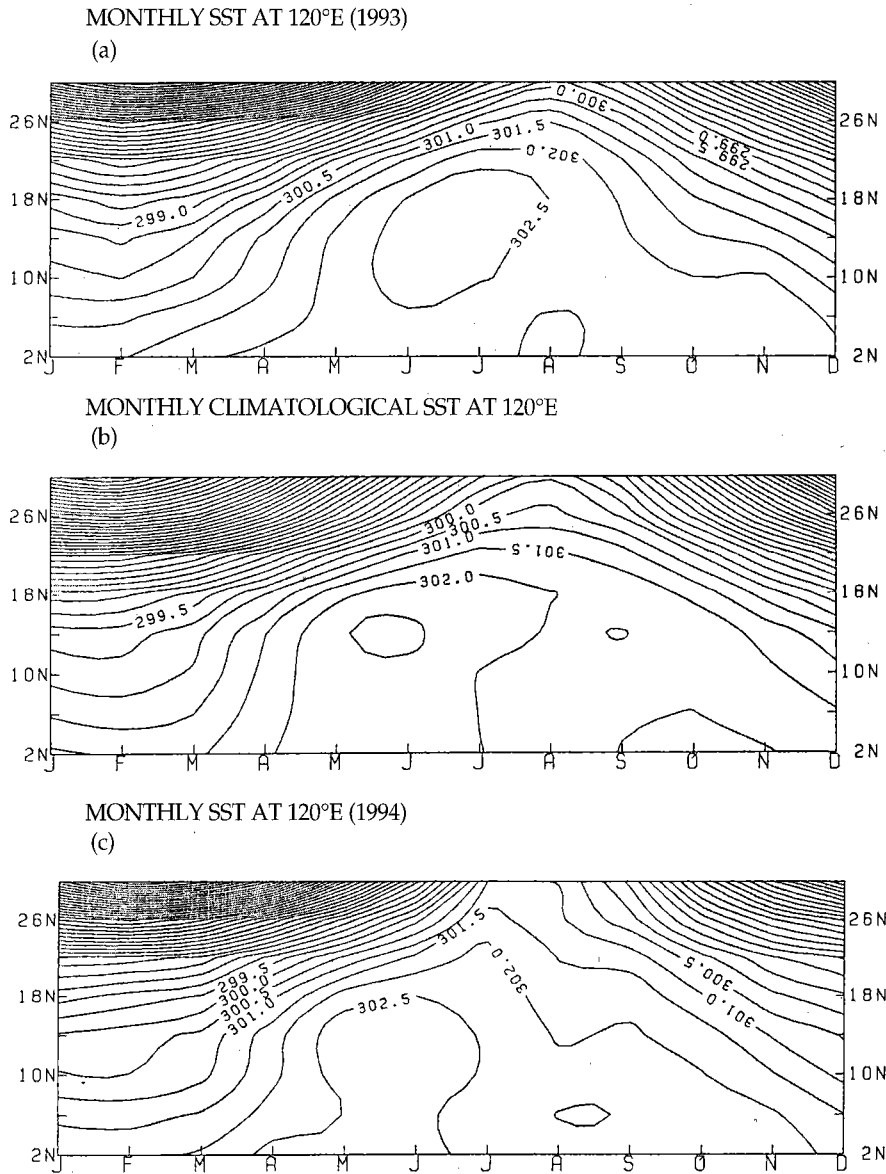 MONTHLY SST AT 120°E (1993)
(a)
26N
18N
10N
2N
299.0
300.5
301.0
301.5
302.0
302.5
300.0
299.0
299.5
26N
18N
10N
2N
J F M A M J J A S O N D
MONTHLY CLIMATOLOGICAL SST AT 120°E
(b)
26N
18N
10N
2N
299.5
300.0
300.5
301.0
301.5
302.0
26N
18N
10N
2N
J F M A M J J A S O N D
MONTHLY SST AT 120°E (1994)
(c)
26N
18N
10N
2N
299.5
300.0
300.5
301.0
301.5
302.0
302.5
300.5
301.0
26N
18N
10N
2N
J F M A M J J A S O N D